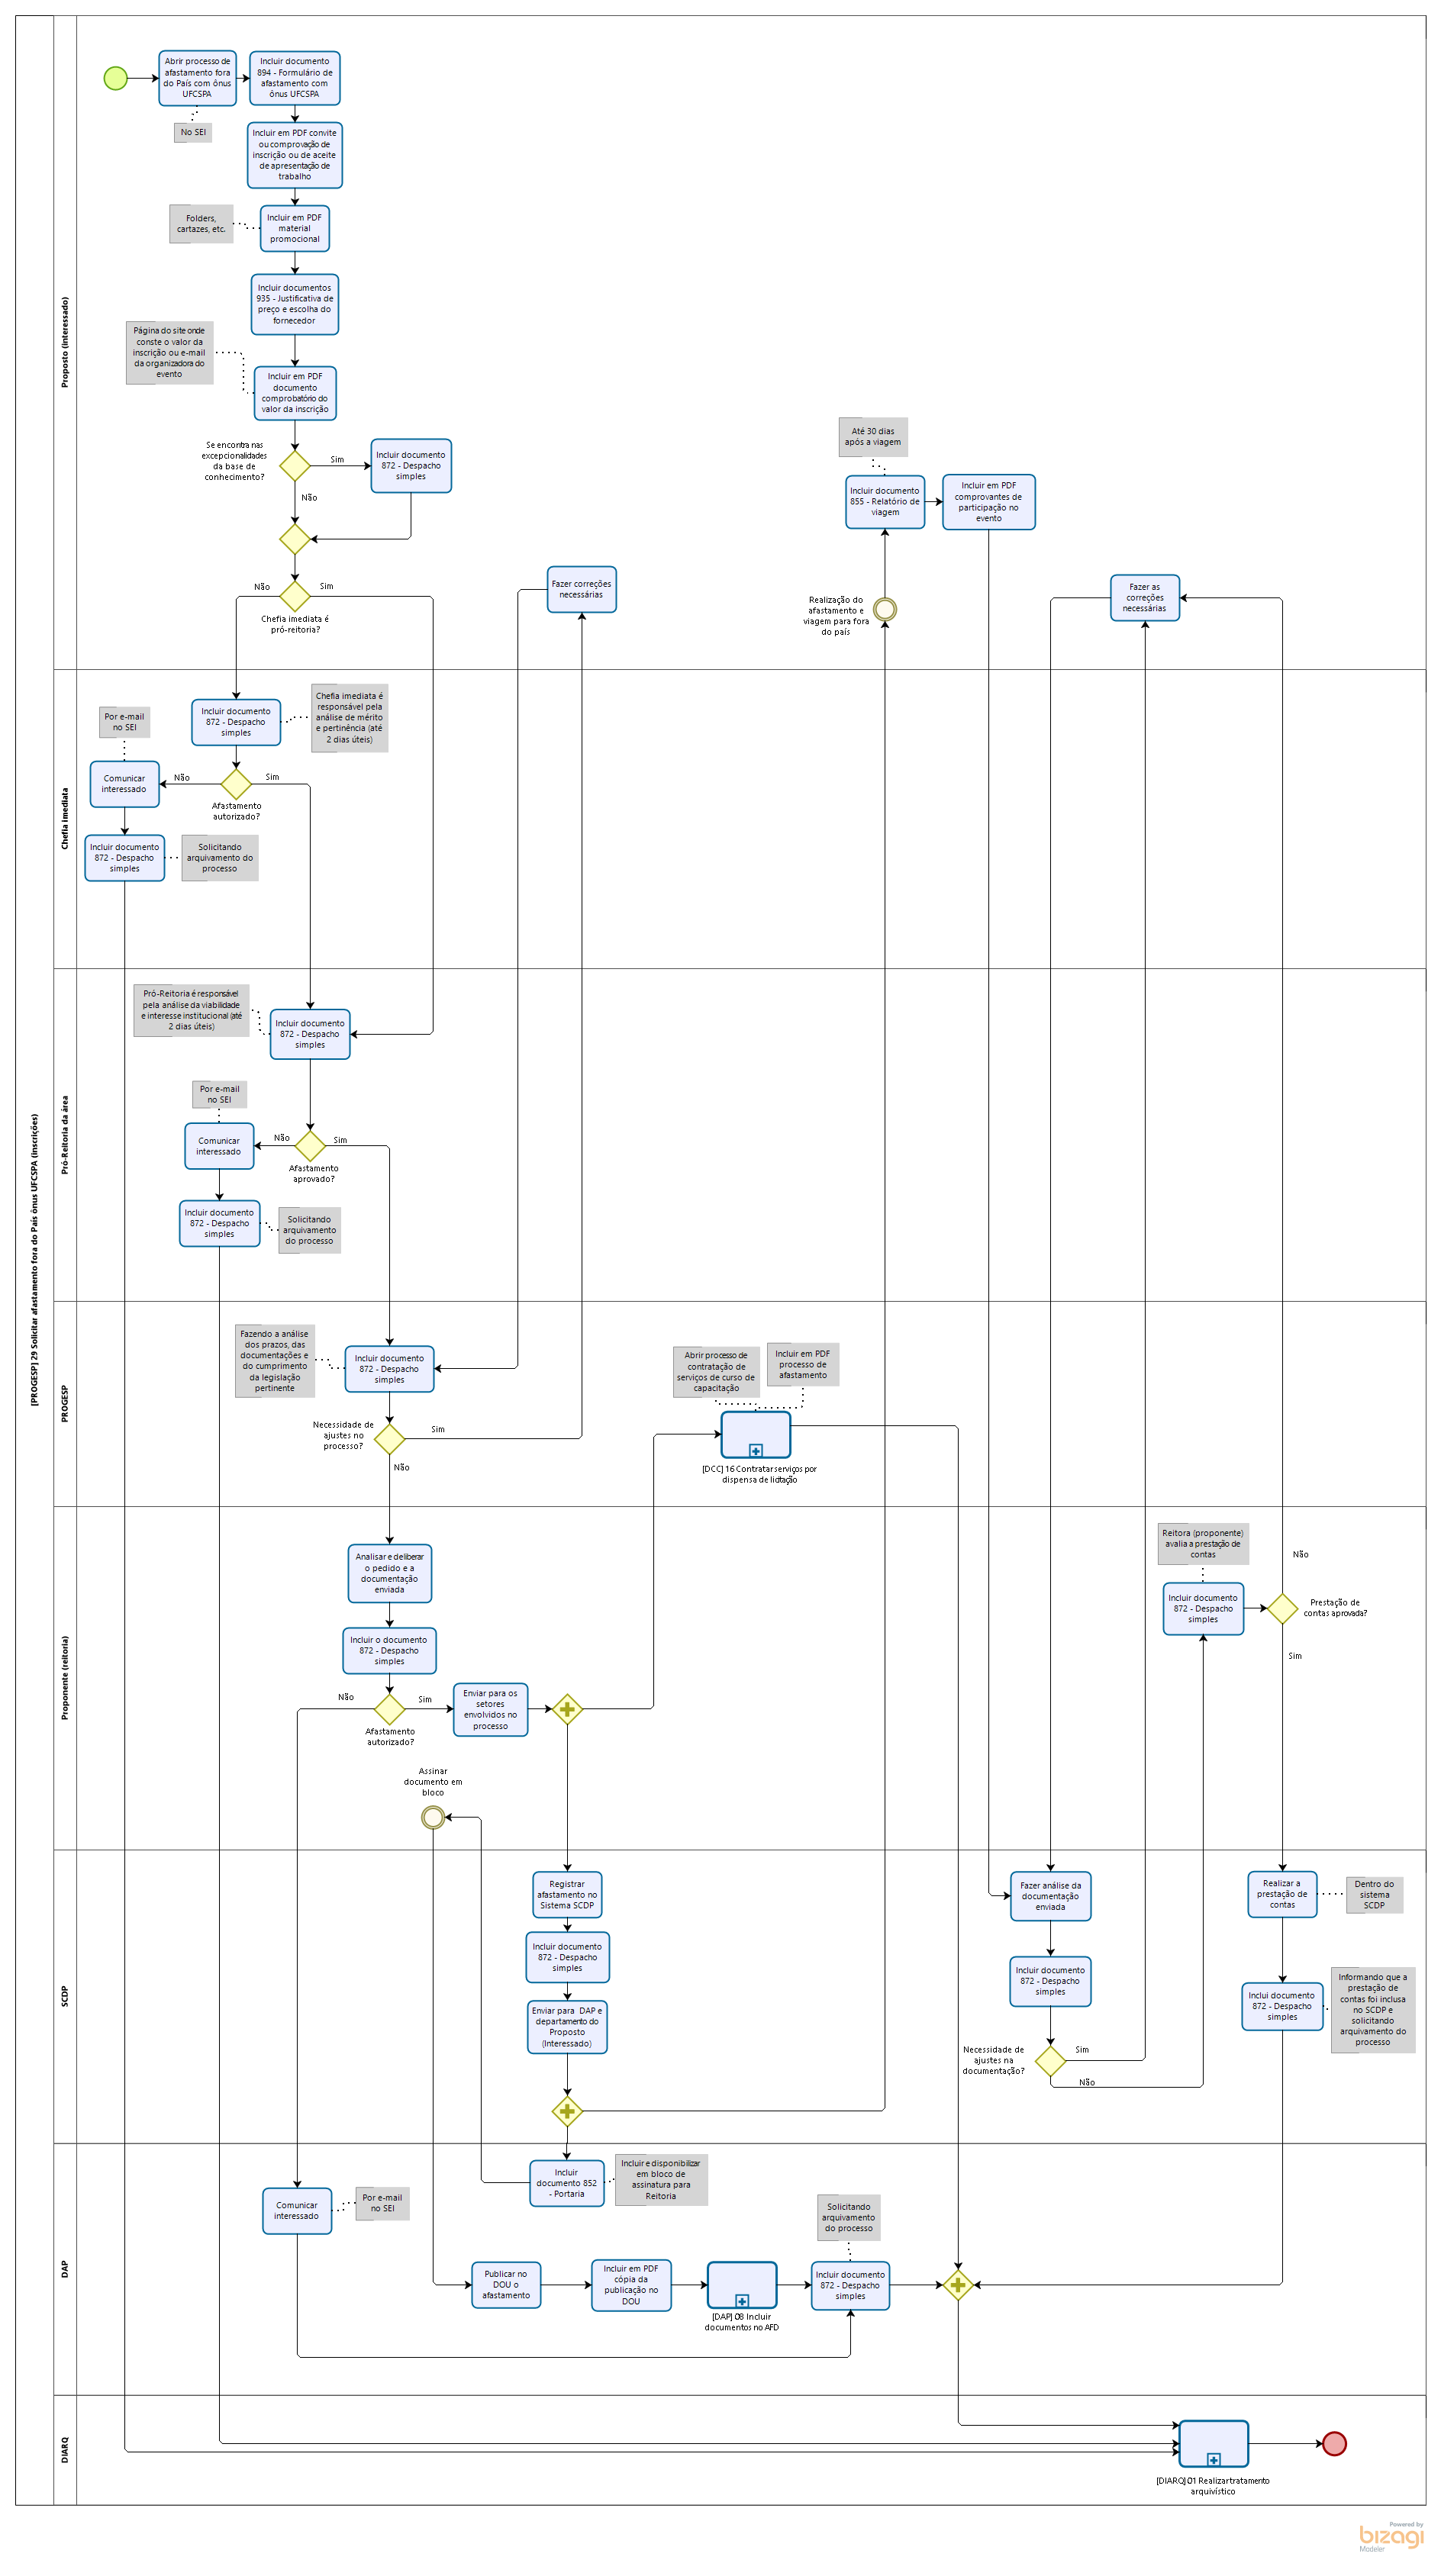 [PROGESP] 29 Solicitar afastamento fora do País ônus UFCSPA (inscrições)
Proposto (interessado)
Abrir processo de
afastamento fora
do País com ônus
UFCSPA
No SEI
Incluir documento
894 - Formulário de
afastamento com
ônus UFCSPA
Incluir em PDF convite
ou comprovação de
inscrição ou de aceite
de apresentação de
trabalho
Folders,
cartazes, etc.
Incluir em PDF
material
promocional
Incluir documentos
935 - Justificativa de
preço e escolha do
fornecedor
Página do site onde
conste o valor da
inscrição ou e-mail
da organizadora do
evento
Incluir em PDF
documento
comprobatório do
valor da inscrição
Se encontra nas
excepcionalidades
da base de
conhecimento?
Sim
Não
Incluir documento
872 - Despacho
simples
Não
Sim
Chefia imediata é
pró-reitoria?
Fazer correções
necessárias
Até 30 dias
após a viagem
Incluir documento
855 - Relatório de
viagem
Incluir em PDF
comprovantes de
participação no
evento
Realização do
afastamento e
viagem para fora
do país
Fazer as
correções
necessárias
Chefia imediata
Incluir documento
872 - Despacho
simples
Chefia imediata é
responsável pela
análise de mérito
e pertinência (até
2 dias úteis)
Por e-mail
no SEI
Comunicar
interessado
Não
Sim
Afastamento
autorizado?
Incluir documento
872 - Despacho
simples
Solicitando
arquivamento do
processo
Pró-Reitoria da área
Pró-Reitoria é responsável
pela análise da viabilidade
e interesse institucional (até
2 dias úteis)
Incluir documento
872 - Despacho
simples
Por e-mail
no SEI
Comunicar
interessado
Não
Sim
Afastamento
aprovado?
Incluir documento
872 - Despacho
simples
Solicitando
arquivamento
do processo
PROGESP
Fazendo a análise
dos prazos, das
documentações e
do cumprimento
da legislação
pertinente
Incluir documento
872 - Despacho
simples
Necessidade de
ajustes no
processo?
Sim
Não
Abrir processo de
contratação de
serviços de curso de
capacitação
Incluir em PDF
processo de
afastamento
[DCC] 16 Contratar serviços por
dispensa de licitação
Proponente (reitoria)
Analisar e deliberar
o pedido e a
documentação
enviada
Incluir o documento
872 - Despacho
simples
Não
Sim
Afastamento
autorizado?
Enviar para os
setores
envolvidos no
processo
Assinar
documento em
bloco
Reitora (proponente)
avalia a prestação de
contas
Incluir documento
872 - Despacho
simples
Não
Prestação de
contas aprovada?
Sim
SCDP
Registrar
afastamento no
Sistema SCDP
Incluir documento
872 - Despacho
simples
Enviar para DAP e
departamento do
Proposto
(Interessado)
Fazer análise da
documentação
enviada
Incluir documento
872 - Despacho
simples
Necessidade de
ajustes na
documentação?
Sim
Não
Realizar a
prestação de
contas
Dentro do
sistema
SCDP
Inclui documento
872 - Despacho
simples
Informando que a
prestação de
contas foi inclusa
no SCDP e
solicitando
arquivamento do
processo
DAP
Incluir
documento 852
- Portaria
Incluir e disponibilizar
em bloco de
assinatura para
Reitoria
Comunicar
interessado
Por e-mail
no SEI
Publicar no
DOU o
afastamento
Incluir em PDF
cópia da
publicação no
DOU
[DAP] 08 Incluir
documentos no AFD
Solicitando
arquivamento
do processo
Incluir documento
872 - Despacho
simples
DIARQ
[DIARQ] 01 Realizar tratamento
arquivístico
Powered by
bizagi
Modeler